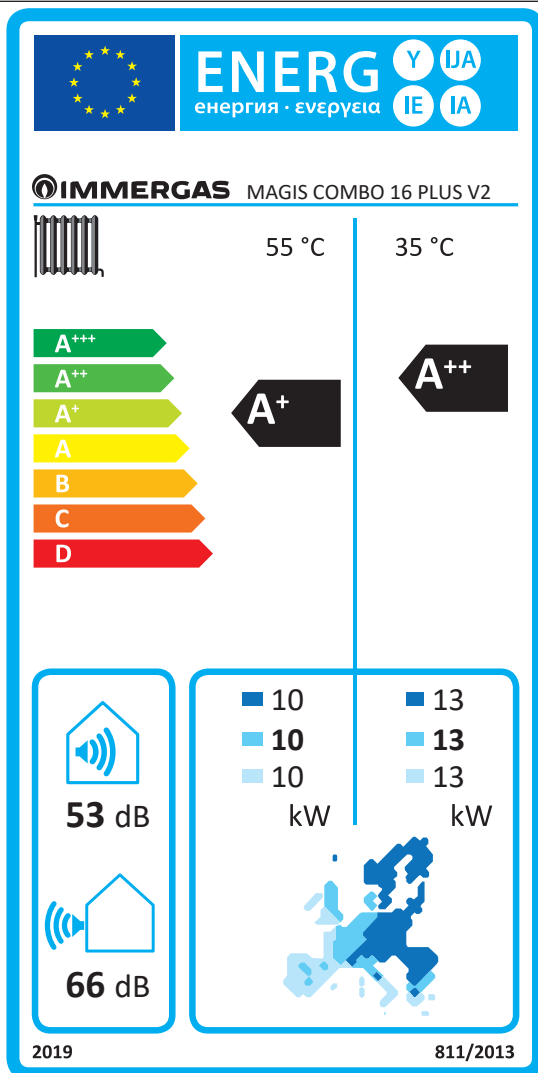 ENERG
енергия · ενεργεια
Y IJA
IE IA
IMMERGAS MAGIS COMBO 16 PLUS V2
55 °C 35 °C
A+++
A++
A+
A
B
C
D
A+
A++
53 dB
66 dB
10 13
10 13
10 13
kW kW
2019 811/2013